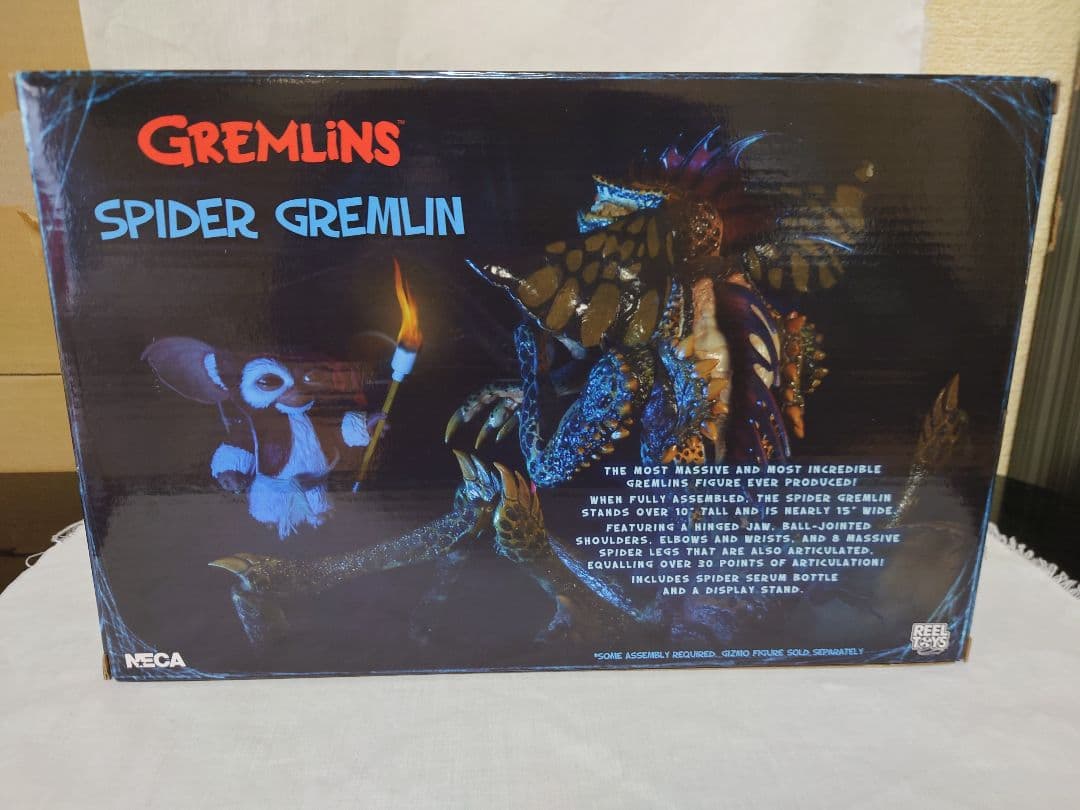 GREMLiNS™
SPIDER GREMLIN
THE MOST MASSIVE AND MOST INCREDIBLE
GREMLINS FIGURE EVER PRODUCED!
WHEN FULLY ASSEMBLED, THE SPIDER GREMLIN
STANDS OVER 10" TALL AND IS NEARLY 15" WIDE.
FEATURING A HINGED JAW, BALL-JOINTED
SHOULDERS, ELBOWS AND WRISTS, AND 8 MASSIVE
SPIDER LEGS THAT ARE ALSO ARTICULATED,
EQUALLING OVER 30 POINTS OF ARTICULATION!
INCLUDES SPIDER SERUM BOTTLE
AND A DISPLAY STAND.
NECA
*SOME ASSEMBLY REQUIRED. GIZMO FIGURE SOLD SEPARATELY
REEL
TOYS